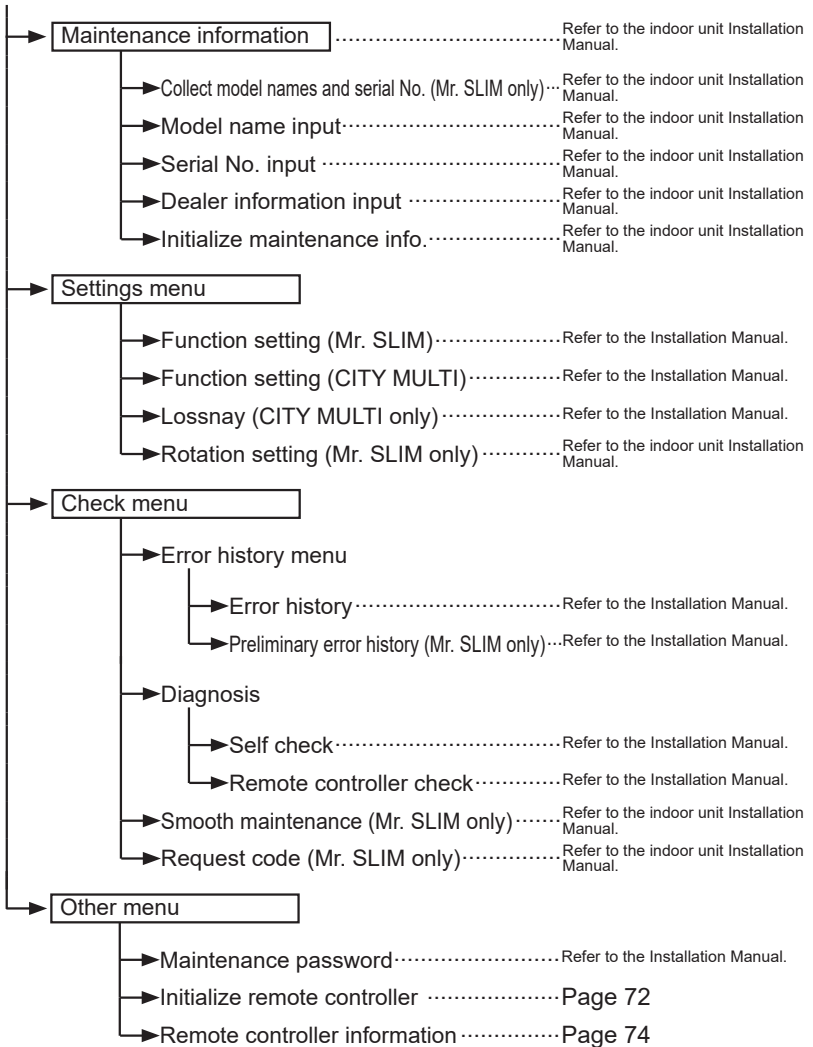 Maintenance information ······························ Refer to the indoor unit Installation
Manual.
Collect model names and serial No. (Mr. SLIM only) ··· Refer to the indoor unit Installation
Manual.
Model name input ························· Refer to the indoor unit Installation
Manual.
Serial No. input ······························ Refer to the indoor unit Installation
Manual.
Dealer information input ···················· Refer to the indoor unit Installation
Manual.
Initialize maintenance info. ················· Refer to the indoor unit Installation
Manual.
Settings menu
Function setting (Mr. SLIM) ················· Refer to the Installation Manual.
Function setting (CITY MULTI) ············· Refer to the Installation Manual.
Lossnay (CITY MULTI only) ················ Refer to the Installation Manual.
Rotation setting (Mr. SLIM only) ············ Refer to the indoor unit Installation
Manual.
Check menu
Error history menu
Error history ···························· Refer to the Installation Manual.
Preliminary error history (Mr. SLIM only) ··· Refer to the Installation Manual.
Diagnosis
Self check ······························ Refer to the Installation Manual.
Remote controller check ············ Refer to the Installation Manual.
Smooth maintenance (Mr. SLIM only) ······· Refer to the indoor unit Installation
Manual.
Request code (Mr. SLIM only) ·············· Refer to the indoor unit Installation
Manual.
Other menu
Maintenance password ······················· Refer to the Installation Manual.
Initialize remote controller ·················· Page 72
Remote controller information ·············· Page 74